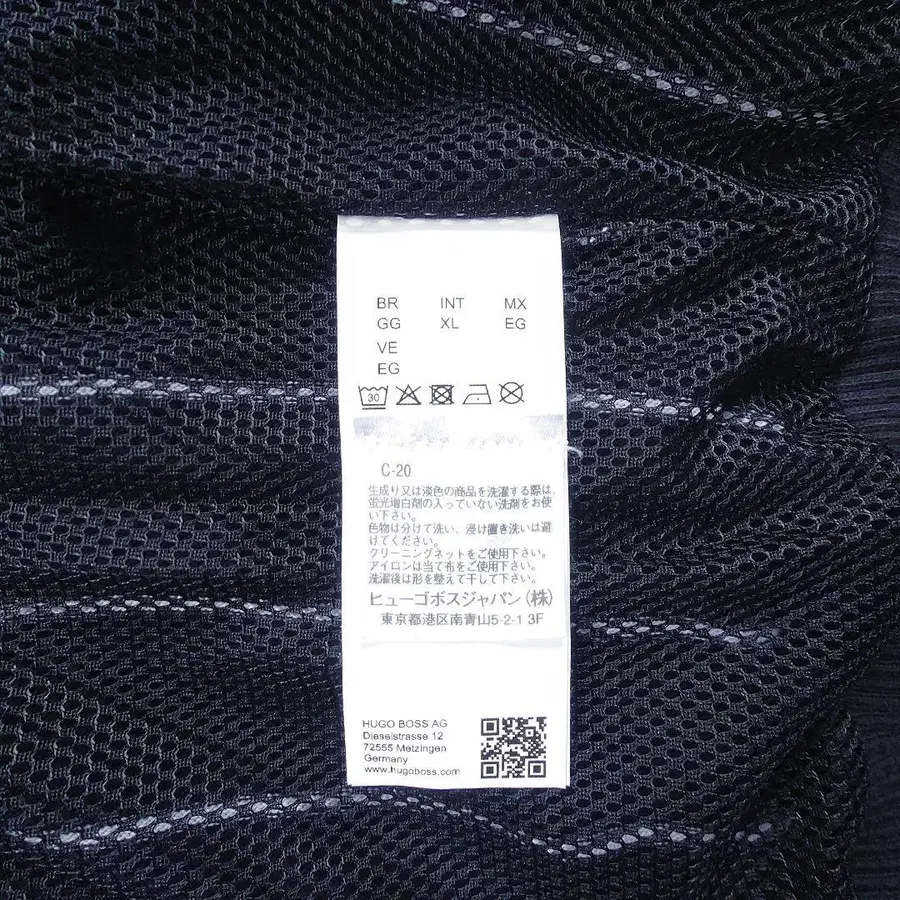 BR INT MX
GG XL EG
VE
EG
30
C-20
生成り又は淡色の商品を洗濯する際は、
蛍光増白剤の入っていない洗剤をお使
い下さい。
色物は分けて洗い、浸け置き洗いは避
けてください。
クリーニングネットをご使用下さい。
アイロンは当て布をご使用下さい。
洗濯後は形を整えて干して下さい。
ヒューゴボスジャパン(株)
東京都港区南青山5-2-1 3F
HUGO BOSS AG
Dieselstrasse 12
72555 Metzingen
Germany
www.hugoboss.com